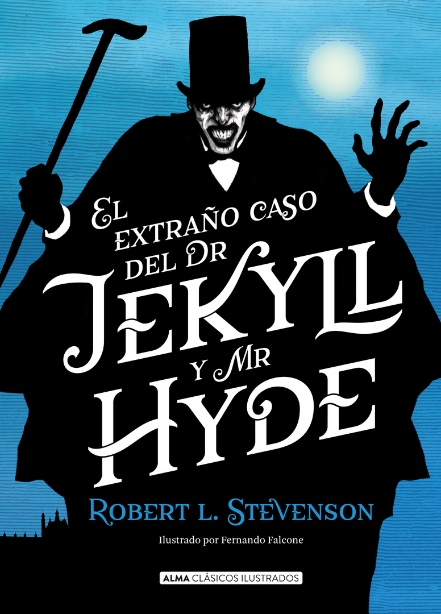 El
extraño caso
del Dr
Jekyll
y Mr
Hyde
Robert L. Stevenson
Ilustrado por Fernando Falcone
ALMA CLÁSICOS ILUSTRADOS